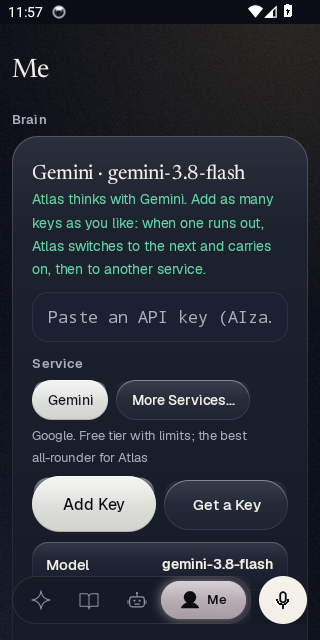 11:57
Me
Brain
Gemini · gemini-3.8-flash
Atlas thinks with Gemini. Add as many
keys as you like: when one runs out,
Atlas switches to the next and carries
on, then to another service.
Paste an API key (AIza.
Service
Gemini
More Services…
Google. Free tier with limits; the best
all-rounder for Atlas
Add Key
Get a Key
Model
gemini-3.8-flash
Me